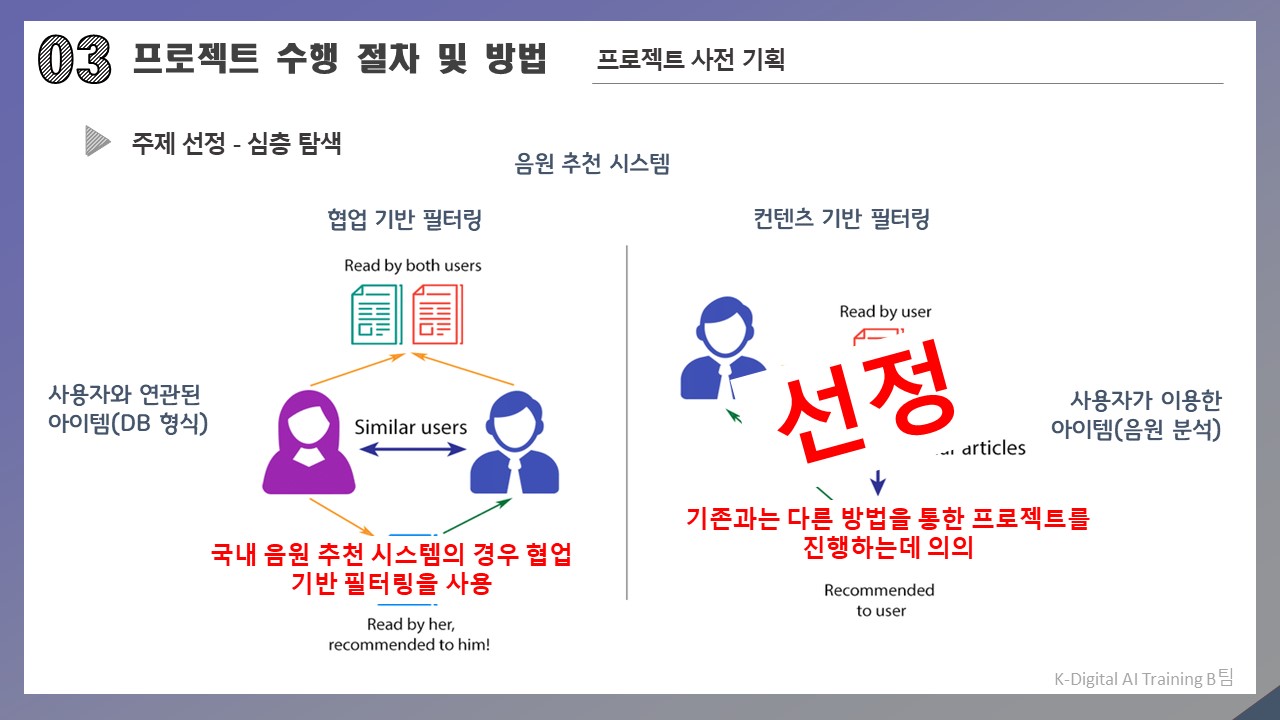 03 프로젝트 수행 절차 및 방법
프로젝트 사전 기획
주제 선정 - 심층 탐색
음원 추천 시스템
협업 기반 필터링
Read by both users
사용자와 연관된
아이템(DB 형식)
Similar users
국내 음원 추천 시스템의 경우 협업
기반 필터링을 사용
Read by her,
recommended to him!
컨텐츠 기반 필터링
Read by user
선정
articles
사용자가 이용한
아이템(음원 분석)
기존과는 다른 방법을 통한 프로젝트를
진행하는데 의의
Recommended
to user
K-Digital AI Training B팀